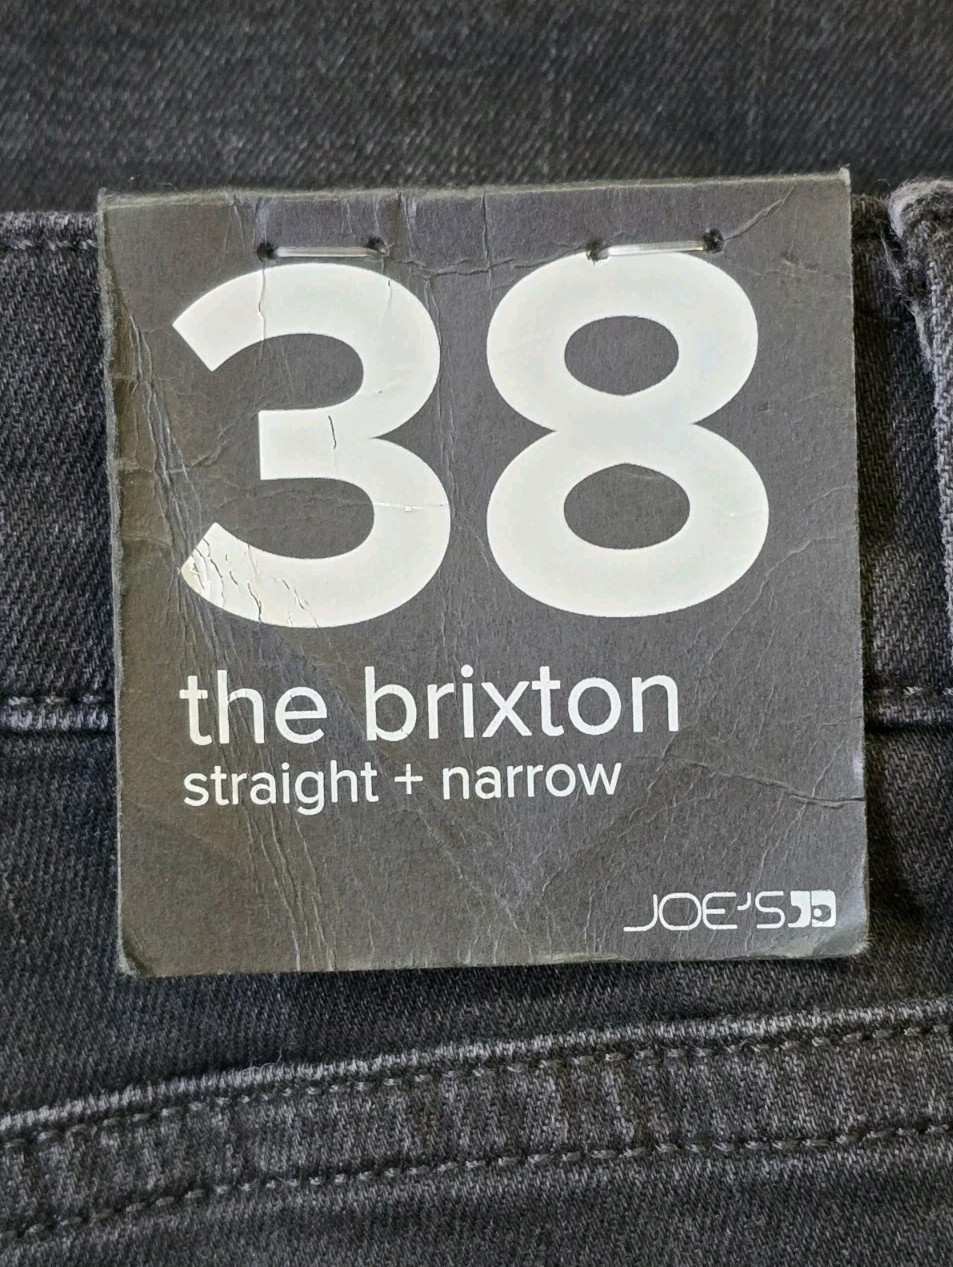 38
the brixton
straight + narrow
JOE'S